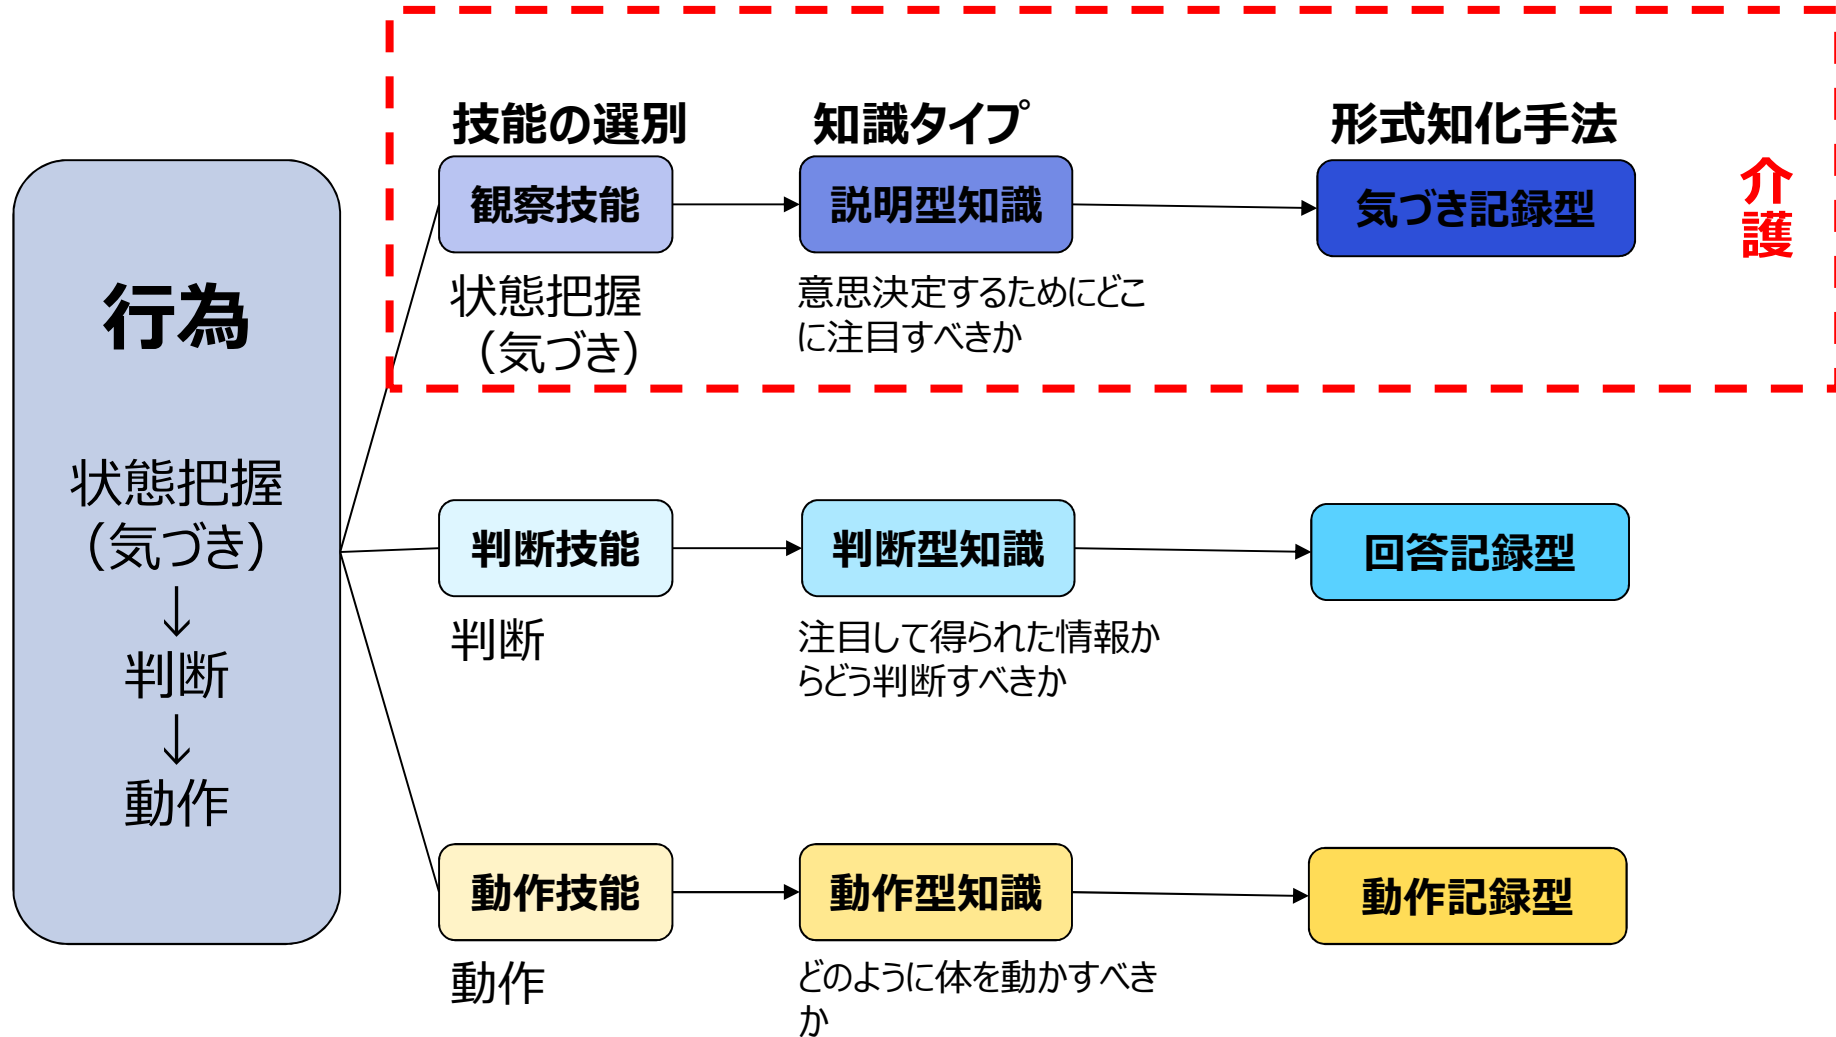 技能の選別
知識タイプ
形式知化手法
観察技能
説明型知識
気づき記録型
介
護
状態把握
（気づき）
意思決定するためにどこ
に注目すべきか
行為
状態把握
（気づき）
↓
判断
↓
動作
判断技能
判断型知識
回答記録型
判断
注目して得られた情報か
らどう判断すべきか
動作技能
動作型知識
動作記録型
動作
どのように体を動かすべき
か